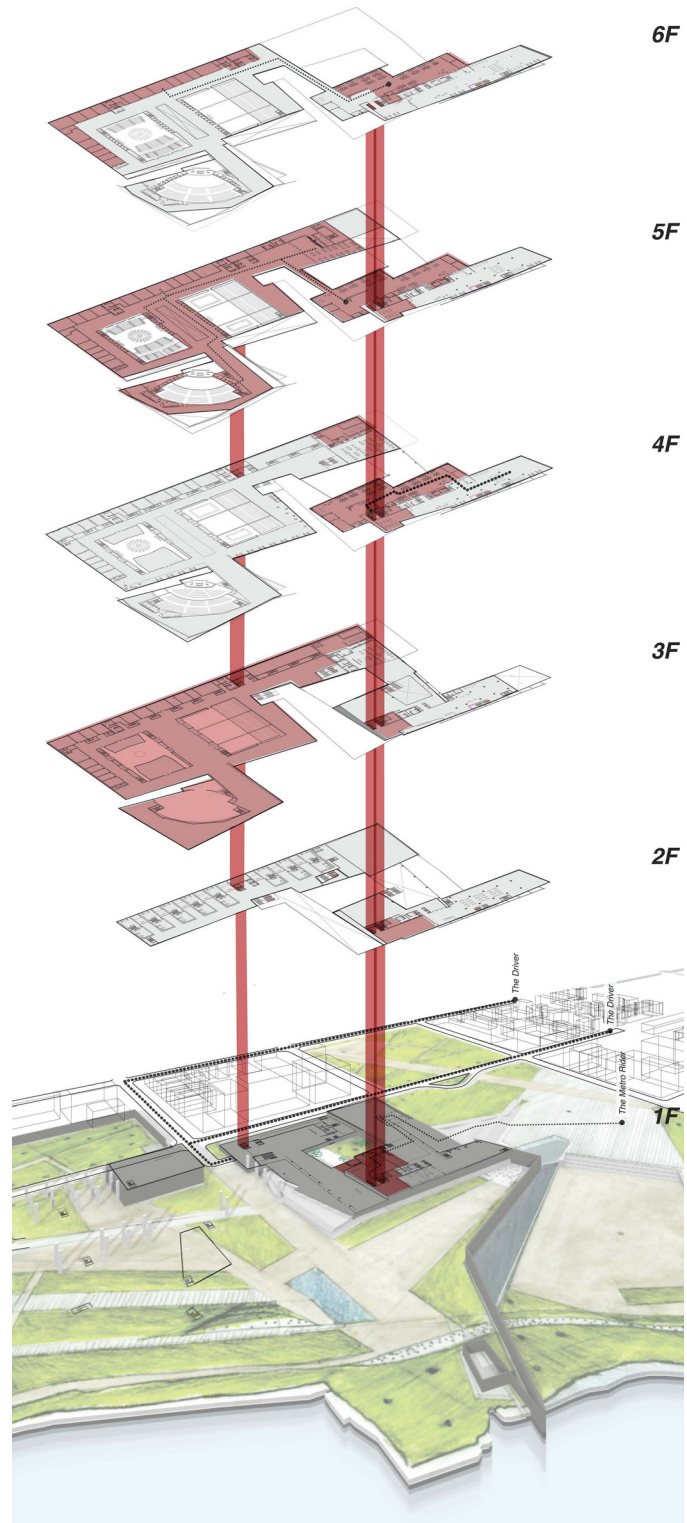 6F
5F
4F
3F
2F
The Driver
The Driver
The Metro Rider
1F